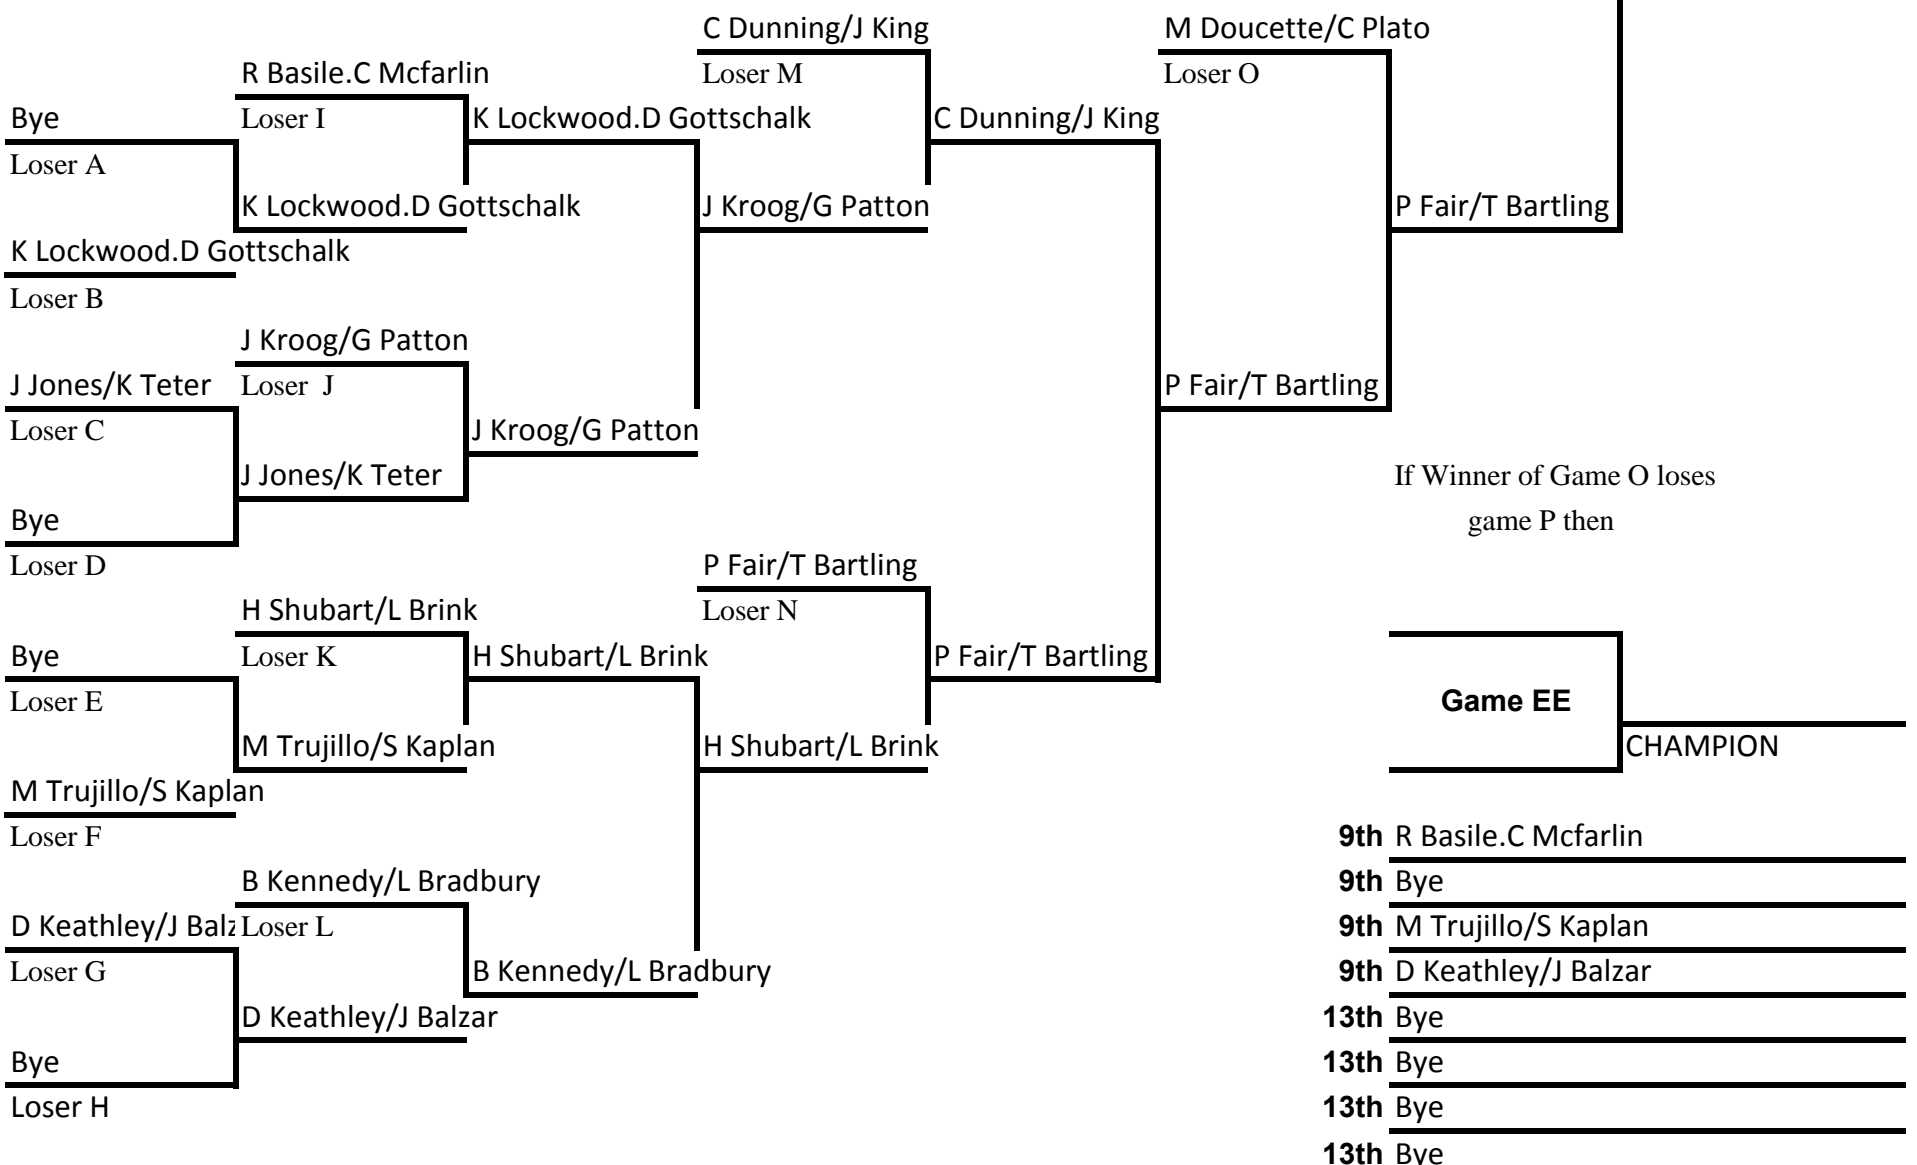 C Dunning/J King
M Doucette/C Plato
R Basile.C Mcfarlin
Loser M
Loser O
Bye
Loser I
K Lockwood.D Gottschalk
C Dunning/J King
Loser A
K Lockwood.D Gottschalk
J Kroog/G Patton
P Fair/T Bartling
K Lockwood.D Gottschalk
Loser B
J Kroog/G Patton
J Jones/K Teter
Loser J
P Fair/T Bartling
Loser C
J Kroog/G Patton
J Jones/K Teter
If Winner of Game O loses
game P then
Bye
Loser D
P Fair/T Bartling
H Shubart/L Brink
Loser N
Bye
Loser K
H Shubart/L Brink
P Fair/T Bartling
Loser E
Game EE
M Trujillo/S Kaplan
H Shubart/L Brink
CHAMPION
M Trujillo/S Kaplan
Loser F
9th R Basile.C Mcfarlin
B Kennedy/L Bradbury
9th Bye
D Keathley/J Balz
Loser L
9th M Trujillo/S Kaplan
Loser G
B Kennedy/L Bradbury
9th D Keathley/J Balzar
D Keathley/J Balzar
13th Bye
Bye
13th Bye
Loser H
13th Bye
13th Bye